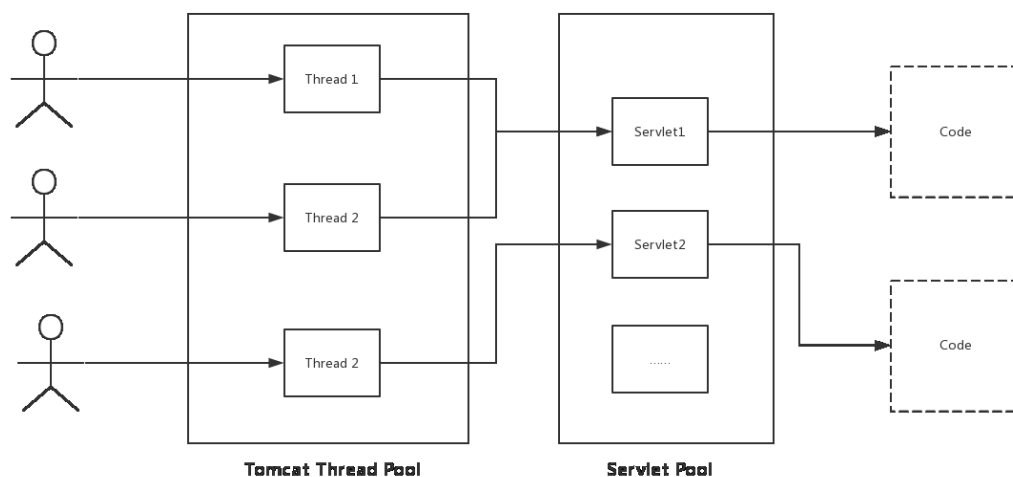 Thread 1
Servlet1
Code
Thread 2
Servlet2
Thread 2
......
Code
Tomcat Thread Pool
Servlet Pool